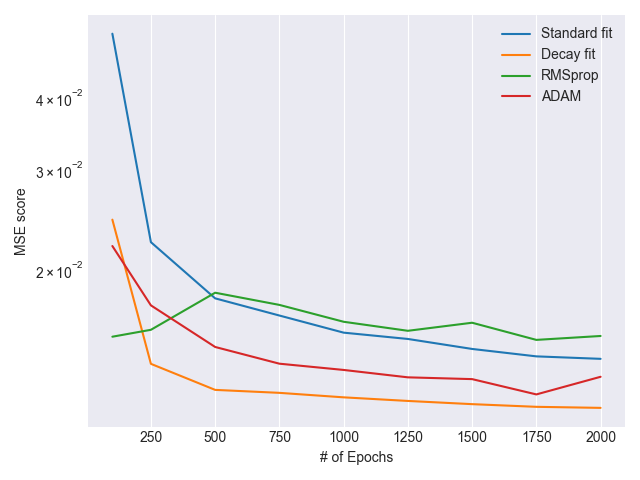 Standard fit
Decay fit
RMSprop
ADAM
4 × 10⁻²
3 × 10⁻²
2 × 10⁻²
MSE score
250 500 750 1000 1250 1500 1750 2000
# of Epochs